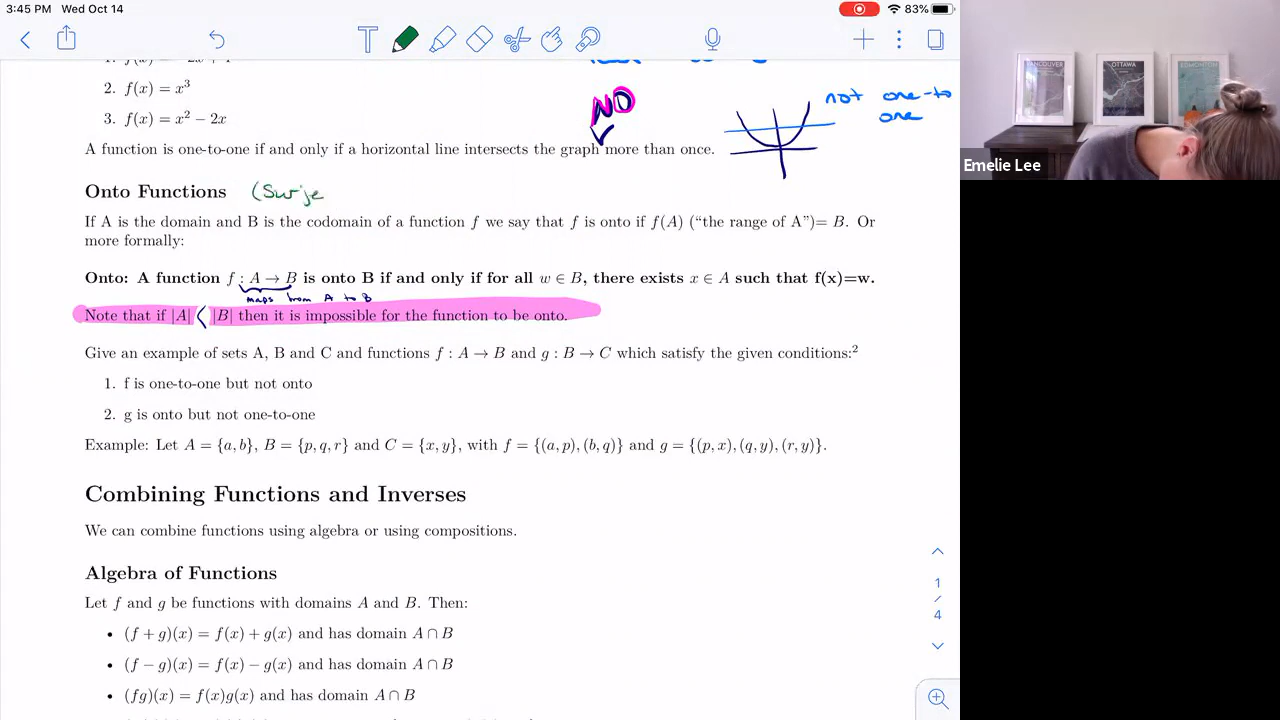 3:45 PM Wed Oct 14
83%
2. f(x) = x³
3. f(x) = x² − 2x
NO
not one-to
one
A function is one-to-one if and only if a horizontal line intersects the graph more than once.
Onto Functions (Surje
If A is the domain and B is the codomain of a function f we say that f is onto if f(A) (“the range of A”)= B. Or
more formally:
Onto: A function f : A → B is onto B if and only if for all w ∈ B, there exists x ∈ A such that f(x)=w.
maps from A to B
Note that if |A| < |B| then it is impossible for the function to be onto.
Give an example of sets A, B and C and functions f : A → B and g : B → C which satisfy the given conditions:²
1. f is one-to-one but not onto
2. g is onto but not one-to-one
Example: Let A = {a, b}, B = {p, q, r} and C = {x, y}, with f = {(a, p), (b, q)} and g = {(p, x), (q, y), (r, y)}.
Combining Functions and Inverses
We can combine functions using algebra or using compositions.
Algebra of Functions
Let f and g be functions with domains A and B. Then:
• (f + g)(x) = f(x) + g(x) and has domain A ∩ B
• (f − g)(x) = f(x) − g(x) and has domain A ∩ B
• (fg)(x) = f(x)g(x) and has domain A ∩ B
1
/
4
VANCOUVER
OTTAWA
EDMONTON
Emelie Lee